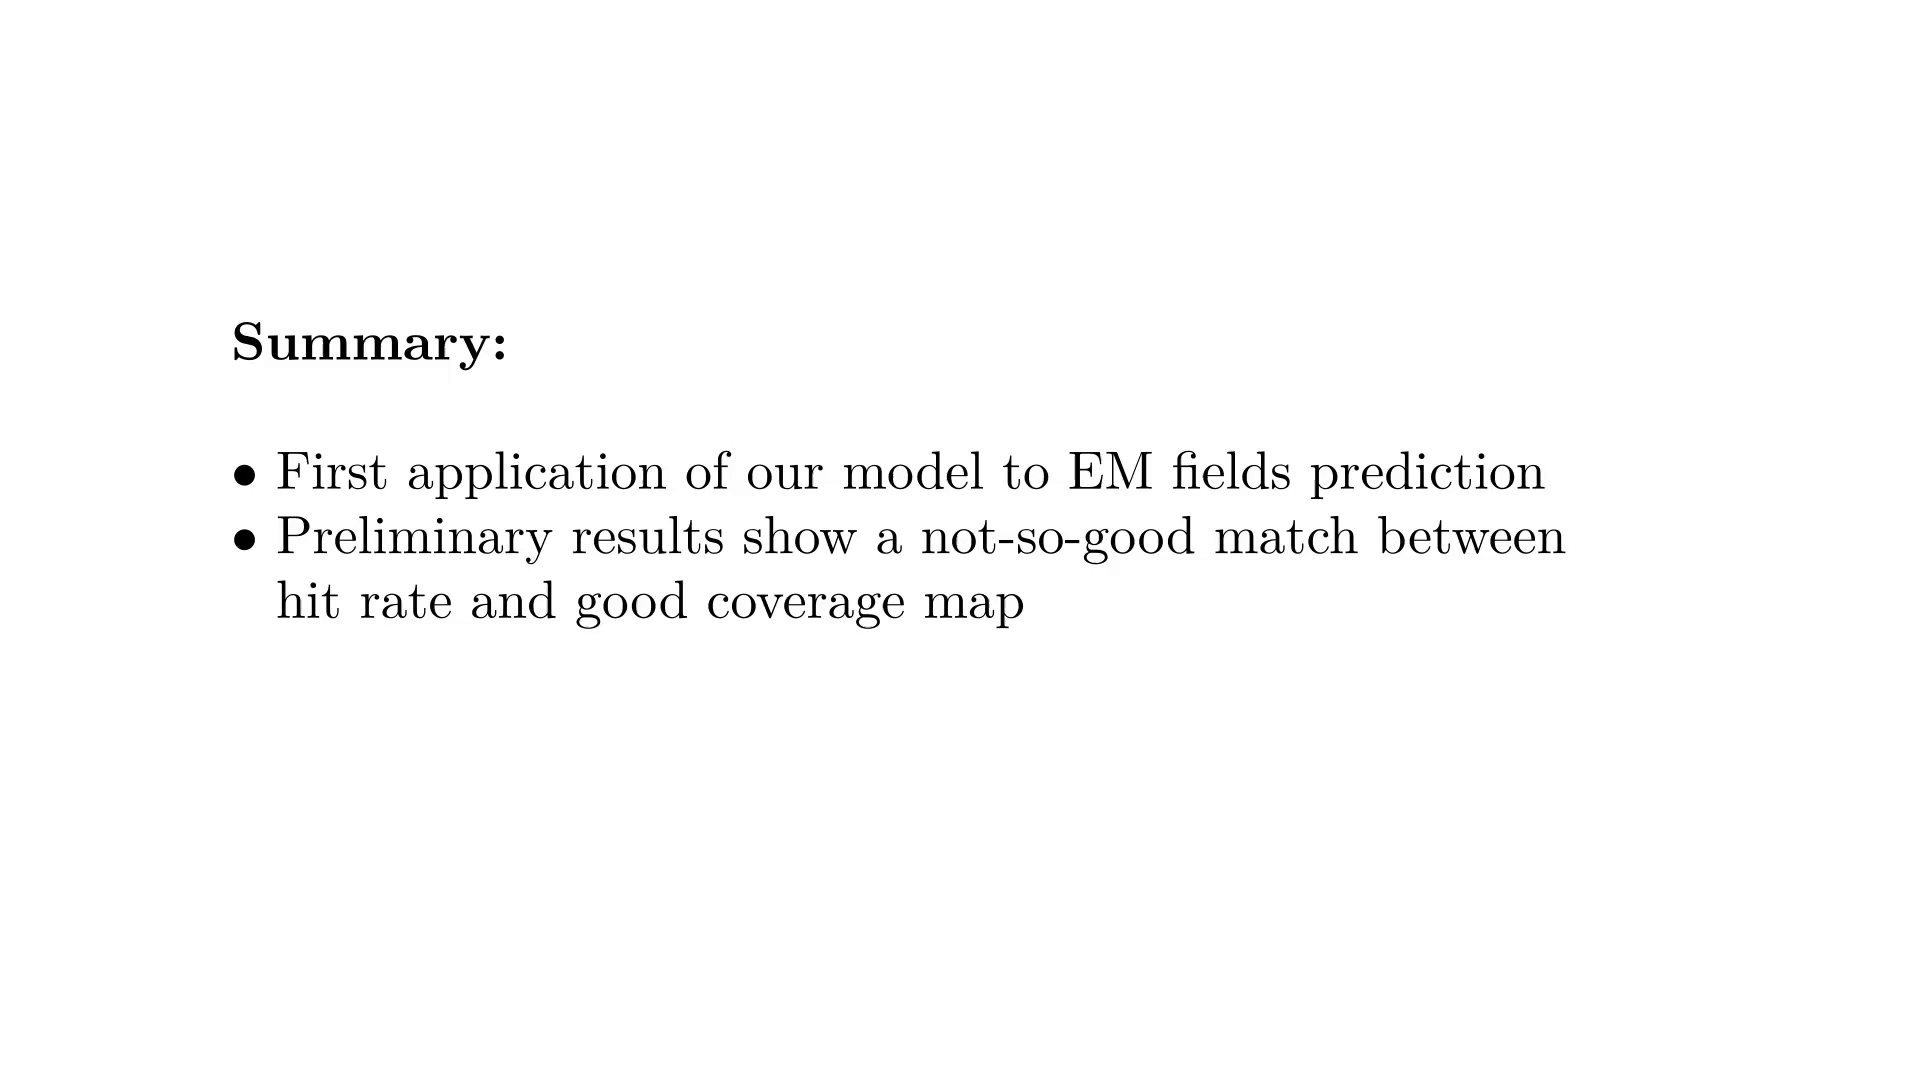 Summary:
• First application of our model to EM fields prediction
• Preliminary results show a not-so-good match between
hit rate and good coverage map